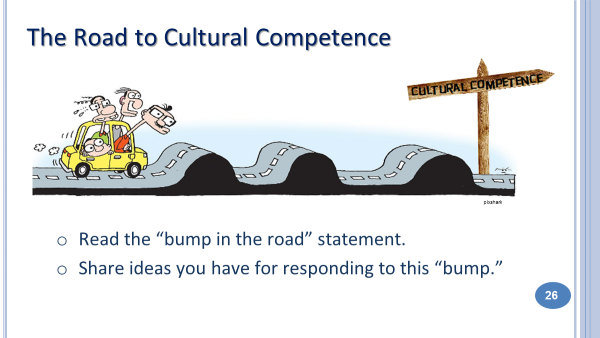 The Road to Cultural Competence
CULTURAL COMPETENCE
Read the “bump in the road” statement.
Share ideas you have for responding to this “bump.”
26